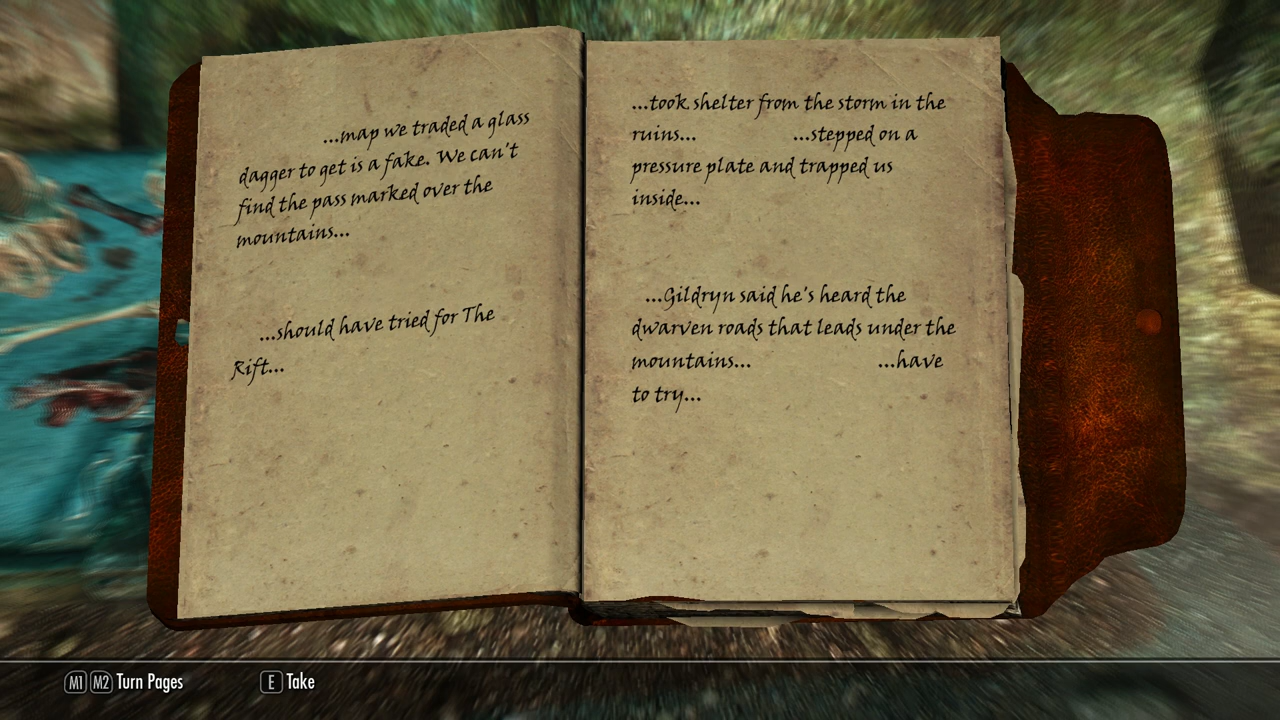 ...map we traded a glass
dagger to get is a fake. We can't
find the pass marked over the
mountains...
...should have tried for The
Rift...
...took shelter from the storm in the
ruins... ...stepped on a
pressure plate and trapped us
inside...
...Gildryn said he's heard the
dwarven roads that leads under the
mountains... ...have
to try...
M1 M2 Turn Pages E Take